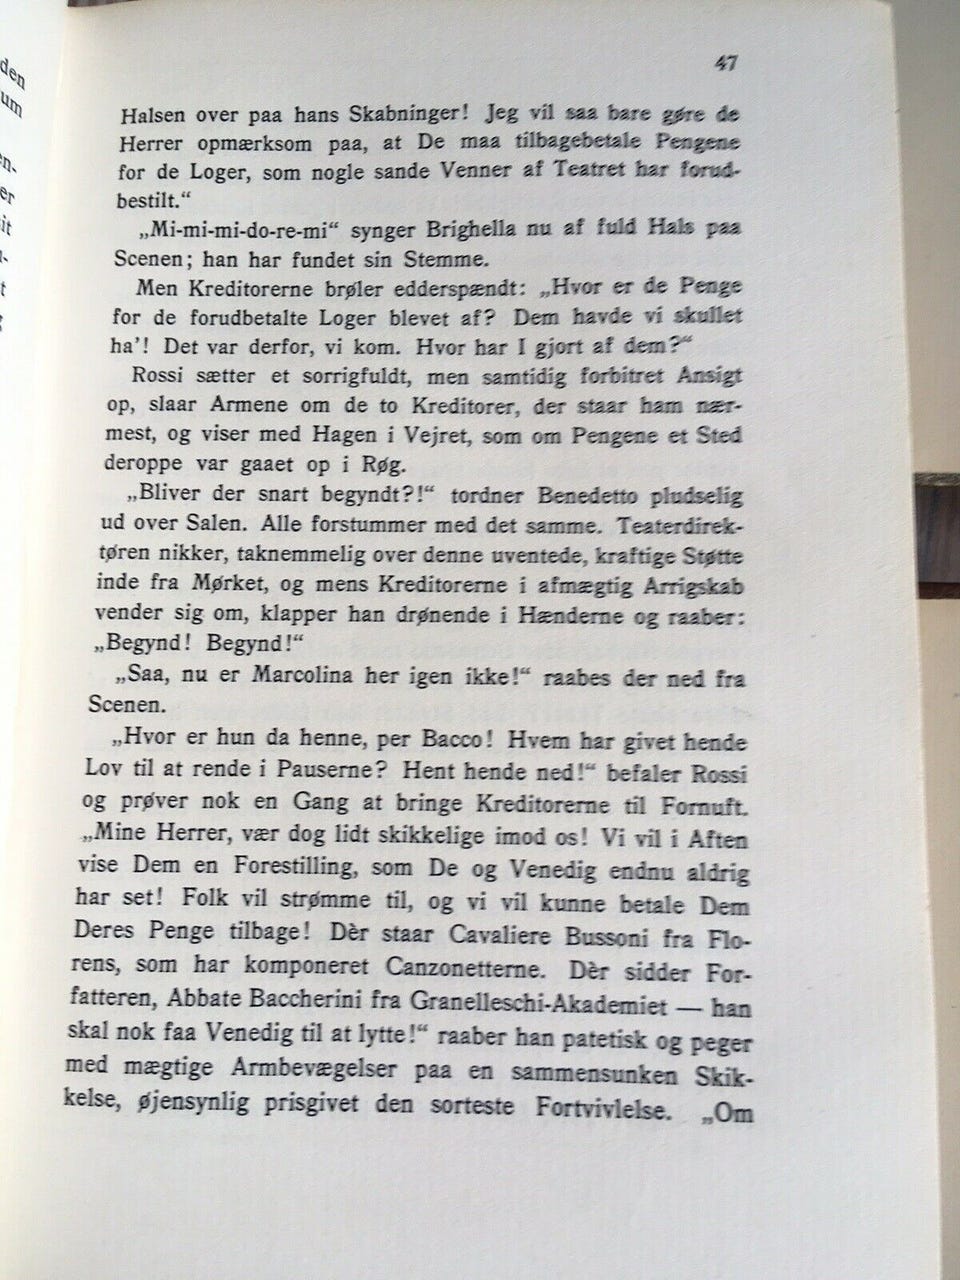 47
Halsen over paa hans Skabninger! Jeg vil saa bare gøre de
Herrer opmærksom paa, at De maa tilbagebetale Pengene
for de Loger, som nogle sande Venner af Teatret har forud-
bestilt.“
„Mi-mi-mi-do-re-mi“ synger Brighella nu af fuld Hals paa
Scenen; han har fundet sin Stemme.
Men Kreditorerne brøler edderspændt: „Hvor er de Penge
for de forudbetalte Loger blevet af? Dem havde vi skullet
ha’! Det var derfor, vi kom. Hvor har I gjort af dem?“
Rossi sætter et sorrigfuldt, men samtidig forbitret Ansigt
op, slaar Armene om de to Kreditorer, der staar ham nær-
mest, og viser med Hagen i Vejret, som om Pengene et Sted
deroppe var gaaet op i Røg.
„Bliver der snart begyndt?!“ tordner Benedetto pludselig
ud over Salen. Alle forstummer med det samme. Teaterdirek-
tøren nikker, taknemmelig over denne uventede, kraftige Støtte
inde fra Mørket, og mens Kreditorerne i afmægtig Arrigskab
vender sig om, klapper han drønende i Hænderne og raaber:
„Begynd! Begynd!“
„Saa, nu er Marcolina her igen ikke!“ raabes der ned fra
Scenen.
„Hvor er hun da henne, per Bacco! Hvem har givet hende
Lov til at rende i Pauserne? Hent hende ned!“ befaler Rossi
og prøver nok en Gang at bringe Kreditorerne til Fornuft.
„Mine Herrer, vær dog lidt skikkelige imod os! Vi vil i Aften
vise Dem en Forestilling, som De og Venedig endnu aldrig
har set! Folk vil strømme til, og vi vil kunne betale Dem
Deres Penge tilbage! Dèr staar Cavaliere Bussoni fra Flo-
rens, som har komponeret Canzonetterne. Dèr sidder For-
fatteren, Abbate Baccherini fra Granelleschi-Akademiet — han
skal nok faa Venedig til at lytte!“ raaber han patetisk og peger
med mægtige Armbevægelser paa en sammensunken Skik-
kelse, øjensynlig prisgivet den sorteste Fortvivlelse. „Om